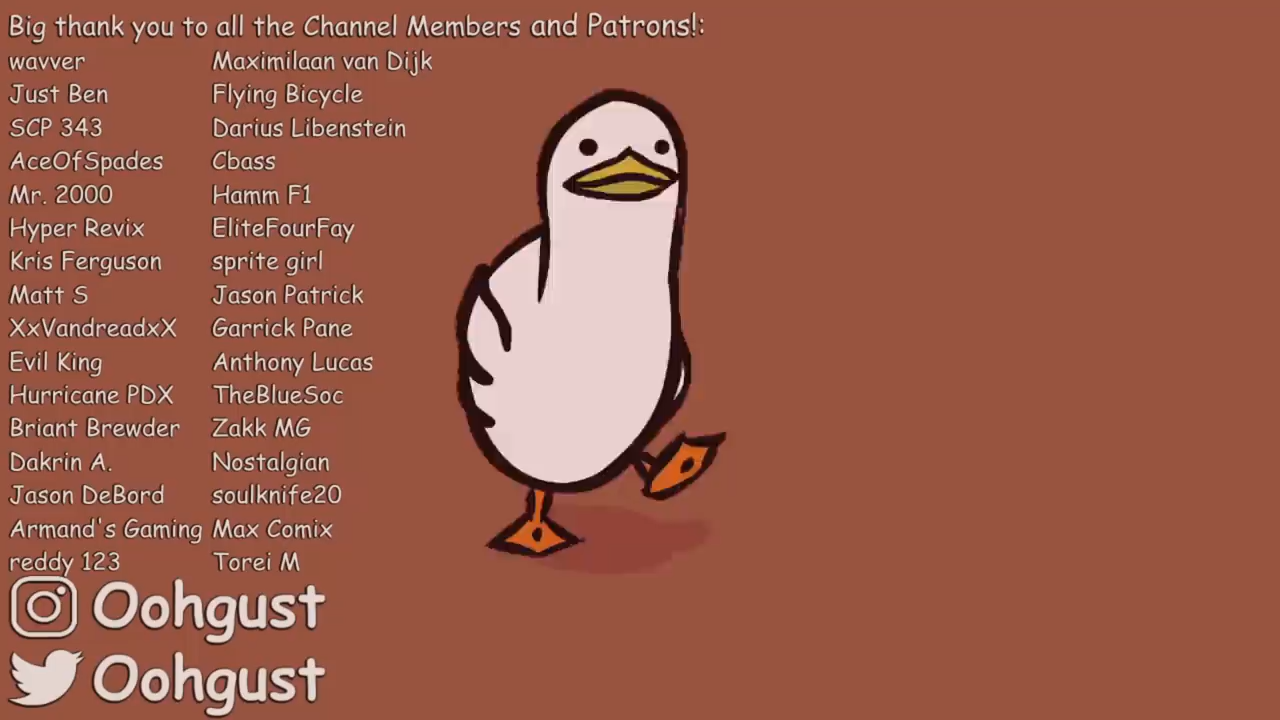 Big thank you to all the Channel Members and Patrons!:
wavver Maximilaan van Dijk
Just Ben Flying Bicycle
SCP 343 Darius Libenstein
AceOfSpades Cbass
Mr. 2000 Hamm F1
Hyper Revix EliteFourFay
Kris Ferguson sprite girl
Matt S Jason Patrick
XxVandreadxX Garrick Pane
Evil King Anthony Lucas
Hurricane PDX TheBlueSoc
Briant Brewder Zakk MG
Dakrin A. Nostalgian
Jason DeBord soulknife20
Armand's Gaming Max Comix
reddy 123 Torei M
Oohgust
Oohgust